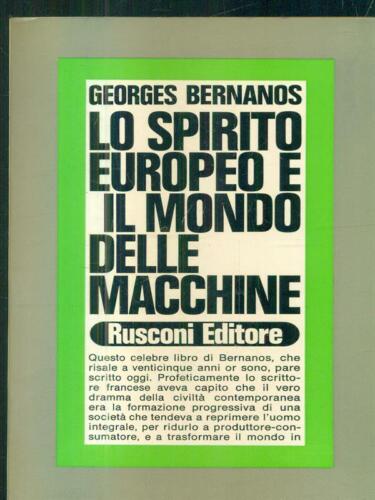 GEORGES BERNANOS
LO SPIRITO
EUROPEO E
IL MONDO
DELLE
MACCHINE
Rusconi Editore
Questo celebre libro di Bernanos, che
risale a venticinque anni or sono, pare
scritto oggi. Profeticamente lo scritto-
re francese aveva capito che il vero
dramma della civiltà contemporanea
era la formazione progressiva di una
società che tendeva a reprimere l'uomo
integrale, per ridurlo a produttore-con-
sumatore, e a trasformare il mondo in